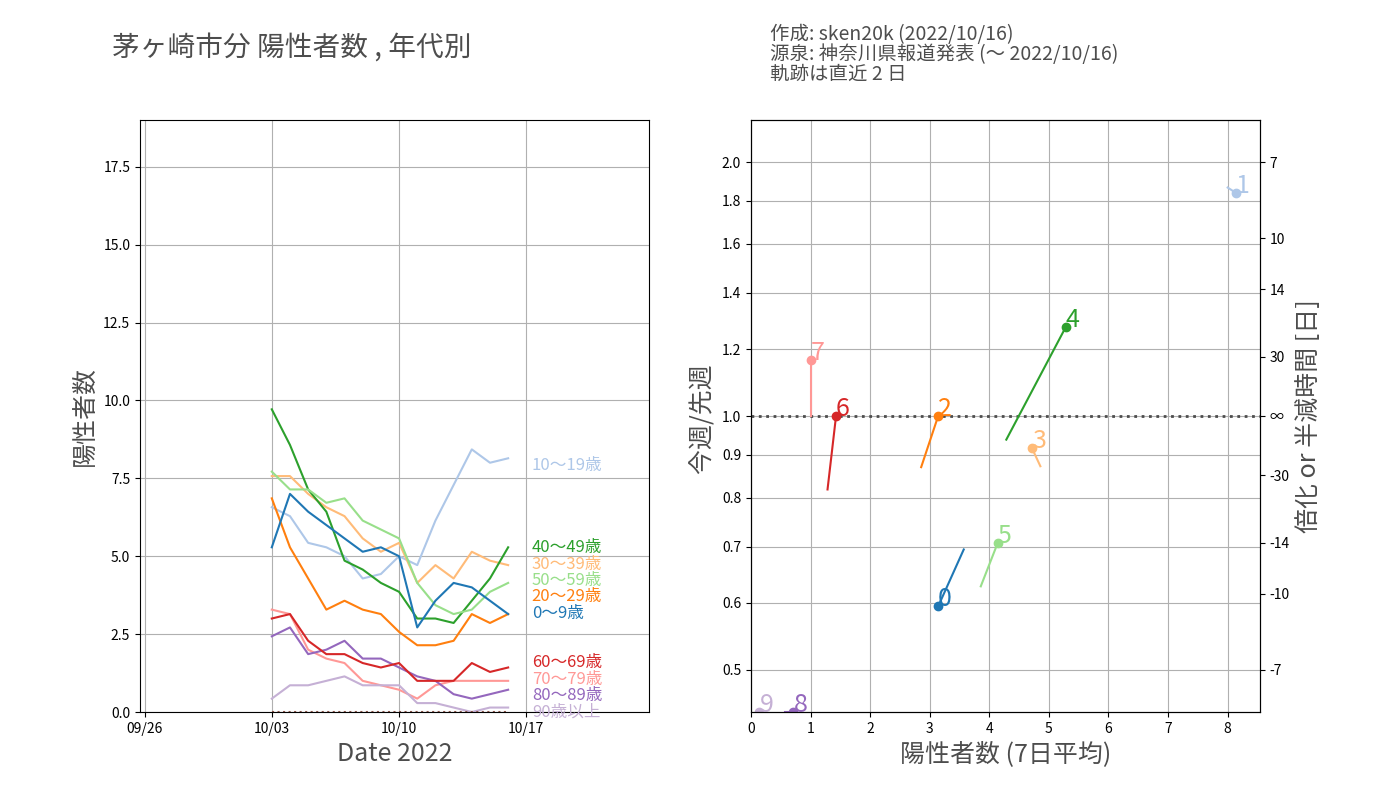 茅ヶ崎市分 陽性者数 , 年代別
作成: sken20k (2022/10/16)
源泉: 神奈川県報道発表 (～ 2022/10/16)
軌跡は直近 2 日
陽性者数
17.5
15.0
12.5
10.0
7.5
5.0
2.5
0.0
09/26
10/03
10/10
10/17
Date 2022
10～19歳
40～49歳
30～39歳
50～59歳
20～29歳
0～9歳
60～69歳
70～79歳
80～89歳
90歳以上
今週/先週
2.0
1.8
1.6
1.4
1.2
1.0
0.9
0.8
0.7
0.6
0.5
1
4
7
6
2
3
5
0
9
8
0
1
2
3
4
5
6
7
8
陽性者数 (7日平均)
7
10
14
30
∞
-30
-14
-10
-7
倍化 or 半減時間 [日]